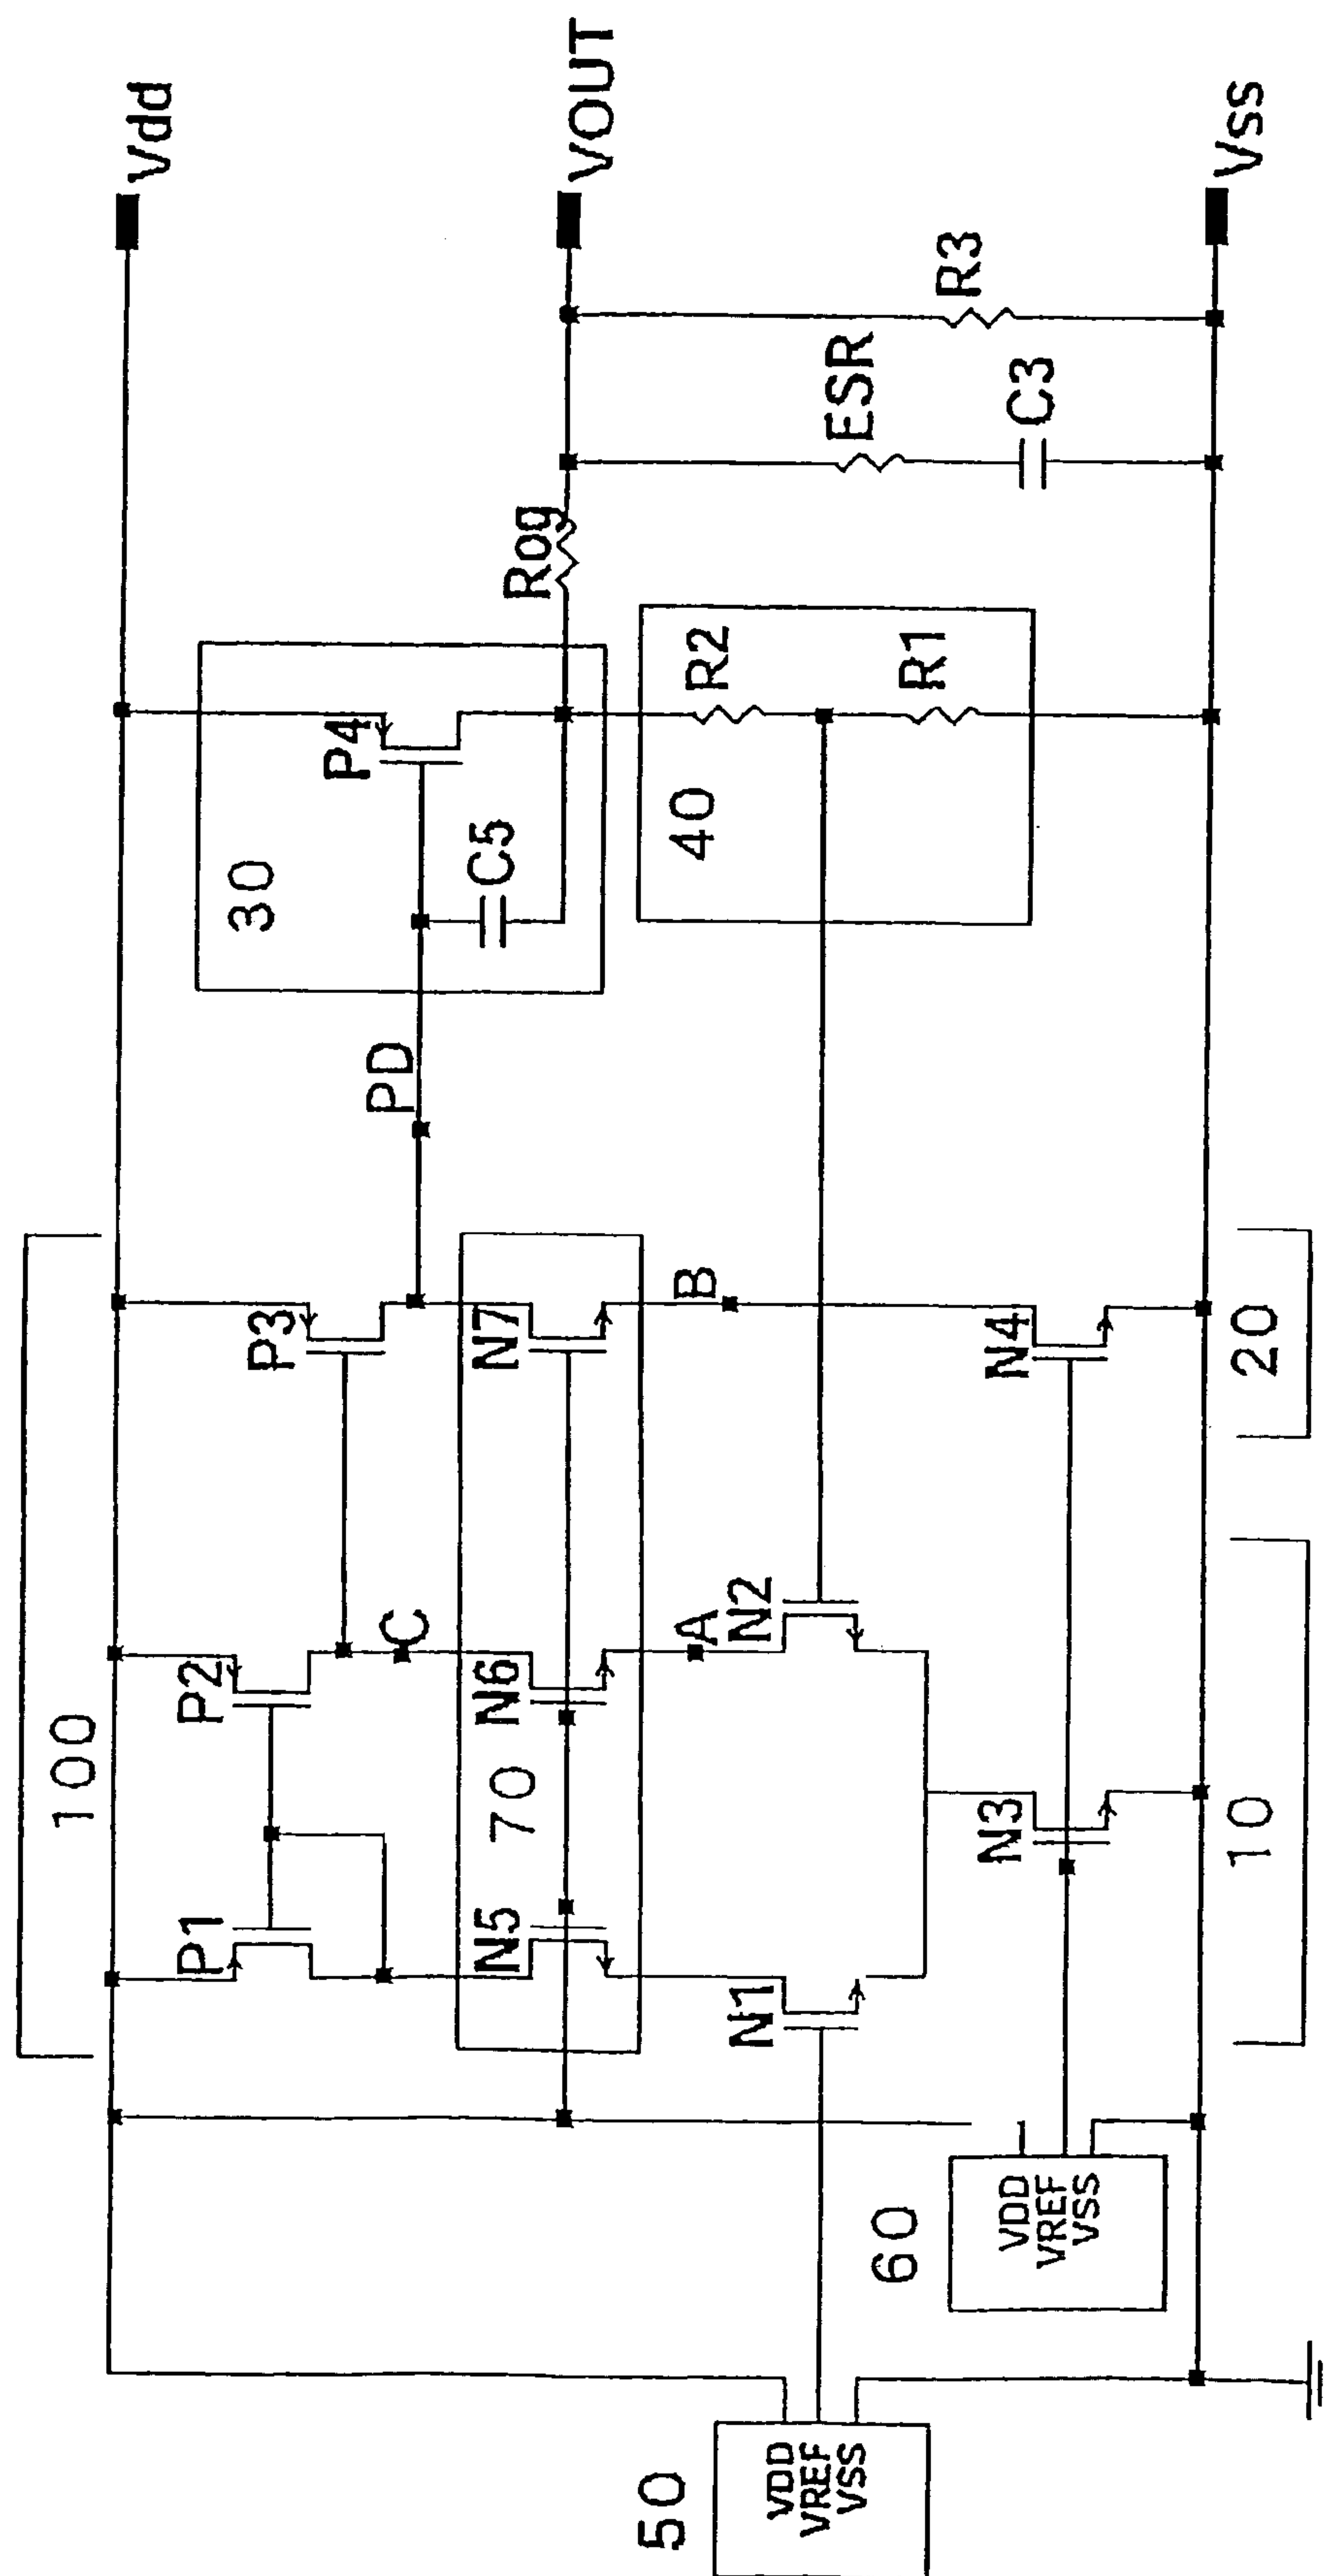 100
Vdd
P1
P2
P3
P4
30
C
PD
C5
N5
70
N6
N7
Rog
VOUT
50
VDD
VREF
VSS
N1
A
N2
B
40
R2
R1
ESR
C3
R3
60
VDD
VREF
VSS
N3
N4
10
20
Vss